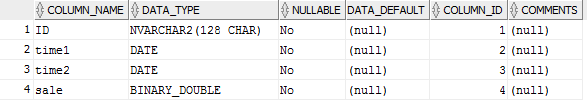 COLUMN_NAME DATA_TYPE NULLABLE DATA_DEFAULT COLUMN_ID COMMENTS
1 ID NVARCHAR2(128 CHAR) No (null) 1 (null)
2 time1 DATE No (null) 2 (null)
3 time2 DATE No (null) 3 (null)
4 sale BINARY_DOUBLE No (null) 4 (null)